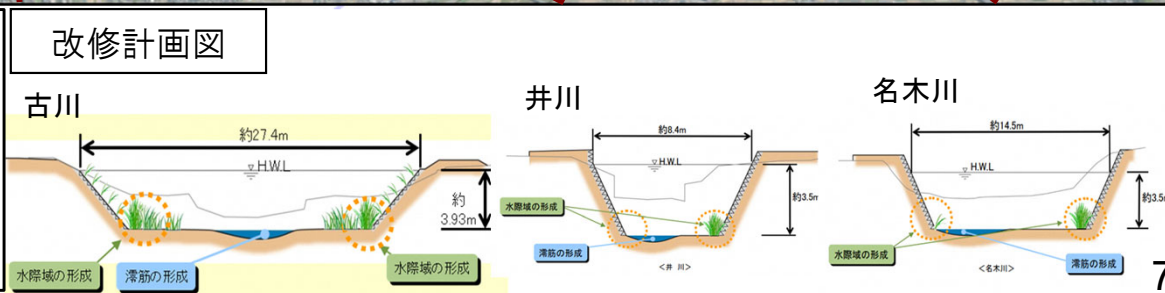 改修計画図
古川
約27.4m
▽H.W.L
約
3.93m
水際域の形成
澪筋の形成
水際域の形成
井川
約8.4m
▽H.W.L
約3.5m
水際域の形成
澪筋の形成
<井 川>
名木川
約14.5m
▽H.W.L
約3.5m
水際域の形成
澪筋の形成
<名木川>
7